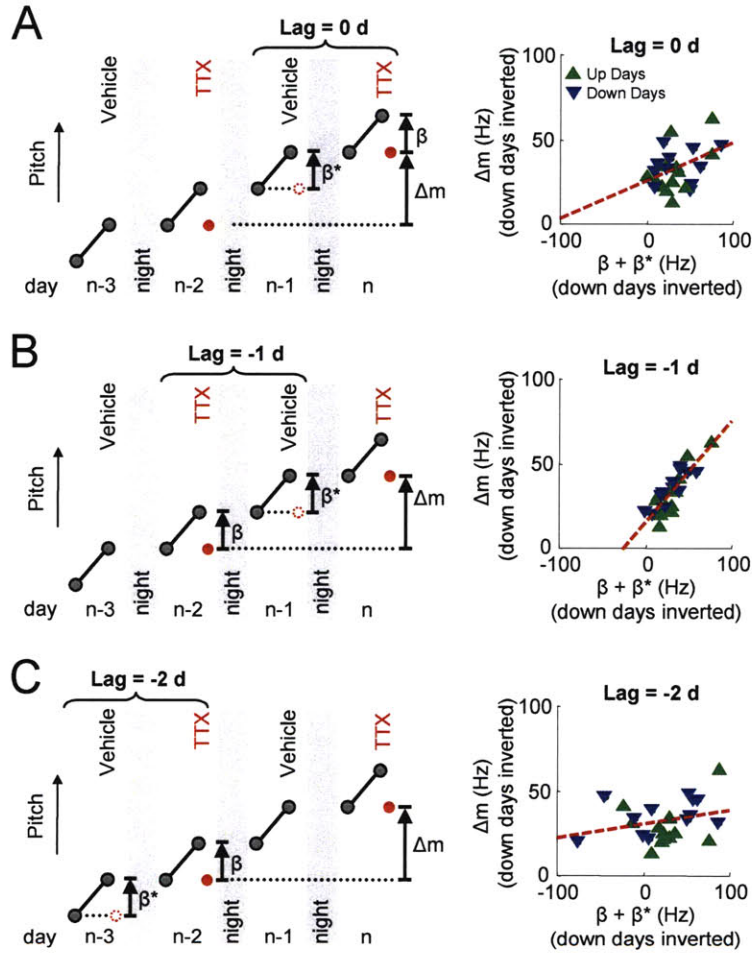 A
Lag = 0 d
Vehicle
TTX
Vehicle
TTX
Pitch
β*
β
Δm
day
n-3
night
n-2
night
n-1
night
n
Lag = 0 d
Up Days
Down Days
Δm (Hz)
(down days inverted)
100
50
0
-100
0
100
β + β* (Hz)
(down days inverted)
B
Lag = -1 d
Vehicle
TTX
Vehicle
TTX
Pitch
β
β*
Δm
day
n-3
night
n-2
night
n-1
night
n
Lag = -1 d
Δm (Hz)
(down days inverted)
100
50
0
-100
0
100
β + β* (Hz)
(down days inverted)
C
Lag = -2 d
Vehicle
TTX
Vehicle
TTX
Pitch
β*
β
Δm
day
n-3
night
n-2
night
n-1
night
n
Lag = -2 d
Δm (Hz)
(down days inverted)
100
50
0
-100
0
100
β + β* (Hz)
(down days inverted)